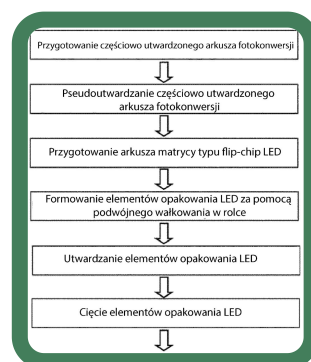 Przygotowanie częściowo utwardzonego arkusza fotokonwersji
Pseudoutwardzanie częściowo utwardzonego
arkusza fotokonwersji
Przygotowanie arkusza matrycy typu flip-chip LED
Formowanie elementów opakowania LED za pomocą
podwójnego wałkowania w rolce
Utwardzanie elementów opakowania LED
Cięcie elementów opakowania LED